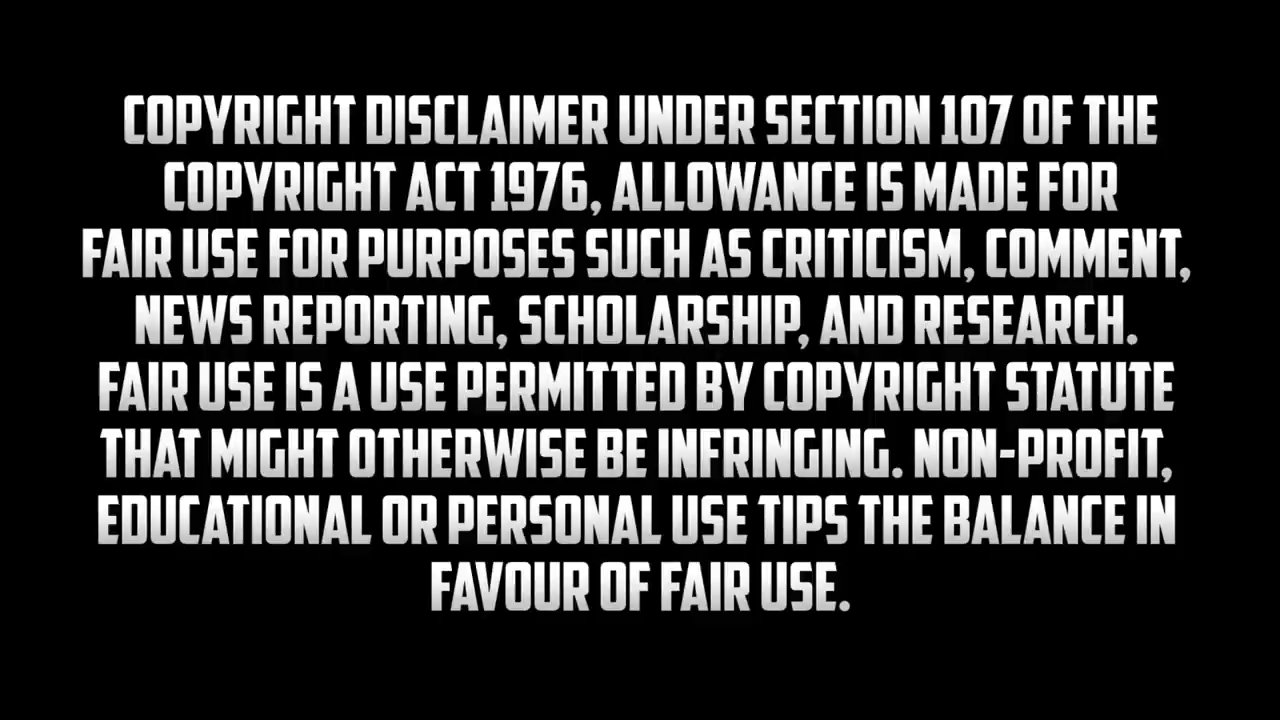 COPYRIGHT DISCLAIMER UNDER SECTION 107 OF THE
COPYRIGHT ACT 1976, ALLOWANCE IS MADE FOR
FAIR USE FOR PURPOSES SUCH AS CRITICISM, COMMENT,
NEWS REPORTING, SCHOLARSHIP, AND RESEARCH.
FAIR USE IS A USE PERMITTED BY COPYRIGHT STATUTE
THAT MIGHT OTHERWISE BE INFRINGING. NON-PROFIT,
EDUCATIONAL OR PERSONAL USE TIPS THE BALANCE IN
FAVOUR OF FAIR USE.